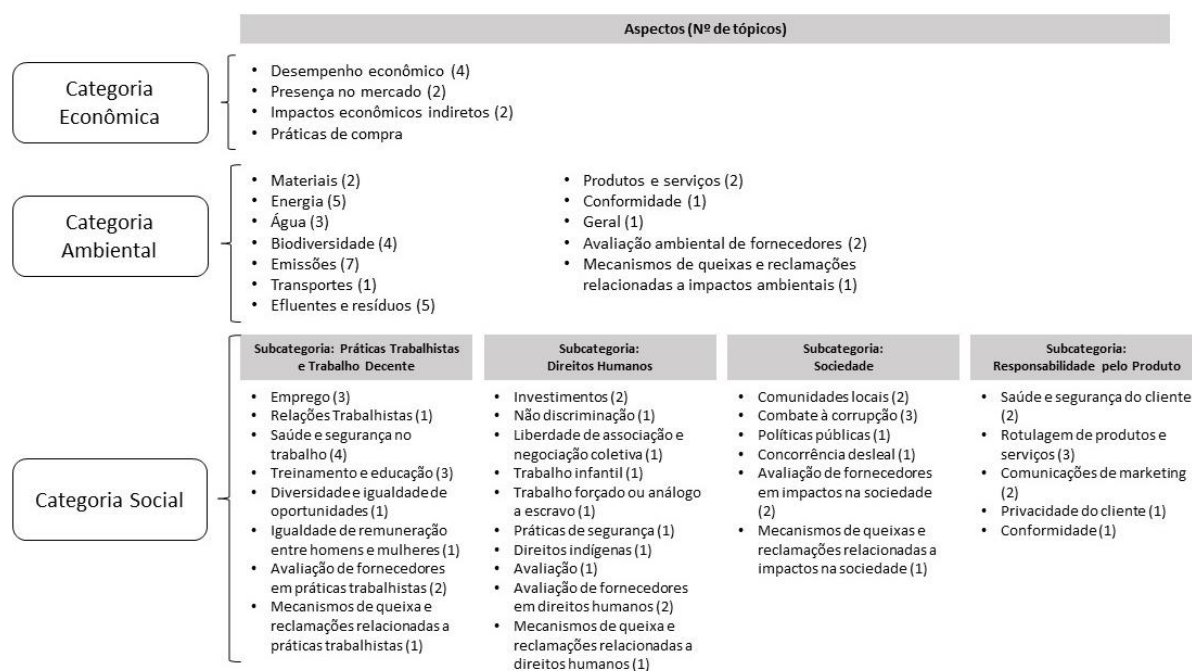 Aspectos (Nº de tópicos)
Categoria
Econômica
• Desempenho econômico (4)
• Presença no mercado (2)
• Impactos econômicos indiretos (2)
• Práticas de compra
Categoria
Ambiental
• Materiais (2)
• Energia (5)
• Água (3)
• Biodiversidade (4)
• Emissões (7)
• Transportes (1)
• Efluentes e resíduos (5)
• Produtos e serviços (2)
• Conformidade (1)
• Geral (1)
• Avaliação ambiental de fornecedores (2)
• Mecanismos de queixas e reclamações
relacionadas a impactos ambientais (1)
Categoria Social
Subcategoria: Práticas Trabalhistas
e Trabalho Decente
• Emprego (3)
• Relações Trabalhistas (1)
• Saúde e segurança no
trabalho (4)
• Treinamento e educação (3)
• Diversidade e igualdade de
oportunidades (1)
• Igualdade de remuneração
entre homens e mulheres (1)
• Avaliação de fornecedores
em práticas trabalhistas (2)
• Mecanismos de queixa e
reclamações relacionadas a
práticas trabalhistas (1)
Subcategoria:
Direitos Humanos
• Investimentos (2)
• Não discriminação (1)
• Liberdade de associação e
negociação coletiva (1)
• Trabalho infantil (1)
• Trabalho forçado ou análogo
a escravo (1)
• Práticas de segurança (1)
• Direitos indígenas (1)
• Avaliação (1)
• Avaliação de fornecedores
em direitos humanos (2)
• Mecanismos de queixa e
reclamações relacionadas a
direitos humanos (1)
Subcategoria:
Sociedade
• Comunidades locais (2)
• Combate à corrupção (3)
• Políticas públicas (1)
• Concorrência desleal (1)
• Avaliação de fornecedores
em impactos na sociedade
(2)
• Mecanismos de queixas e
reclamações relacionadas a
impactos na sociedade (1)
Subcategoria:
Responsabilidade pelo Produto
• Saúde e segurança do cliente
(2)
• Rotulagem de produtos e
serviços (3)
• Comunicações de marketing
(2)
• Privacidade do cliente (1)
• Conformidade (1)